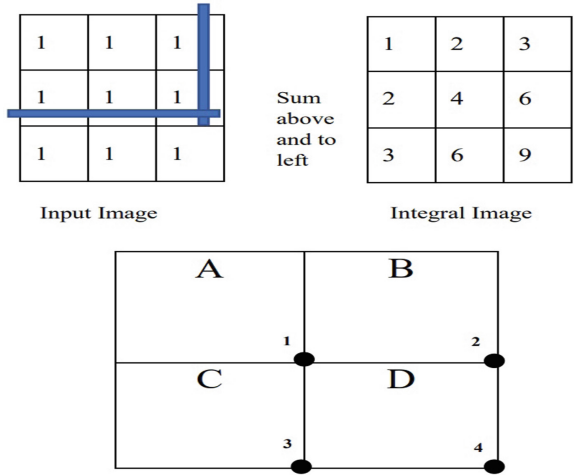 1 1 1
1 1 1
1 1 1
Input Image
Sum
above
and to
left
1 2 3
2 4 6
3 6 9
Integral Image
A B
1 2
C D
3 4